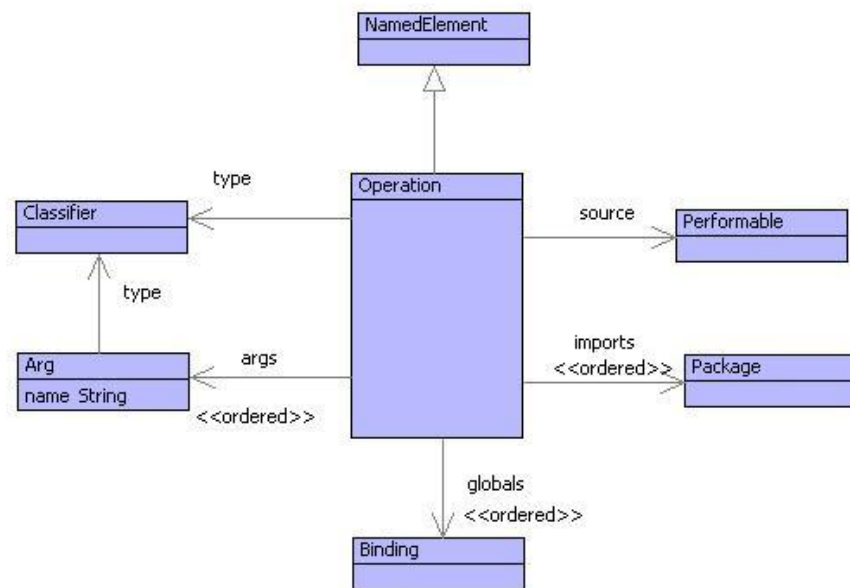 NamedElement
type
Operation
Classifier
source
Performable
type
Arg
name String
args
<<ordered>>
imports
<<ordered>>
Package
globals
<<ordered>>
Binding